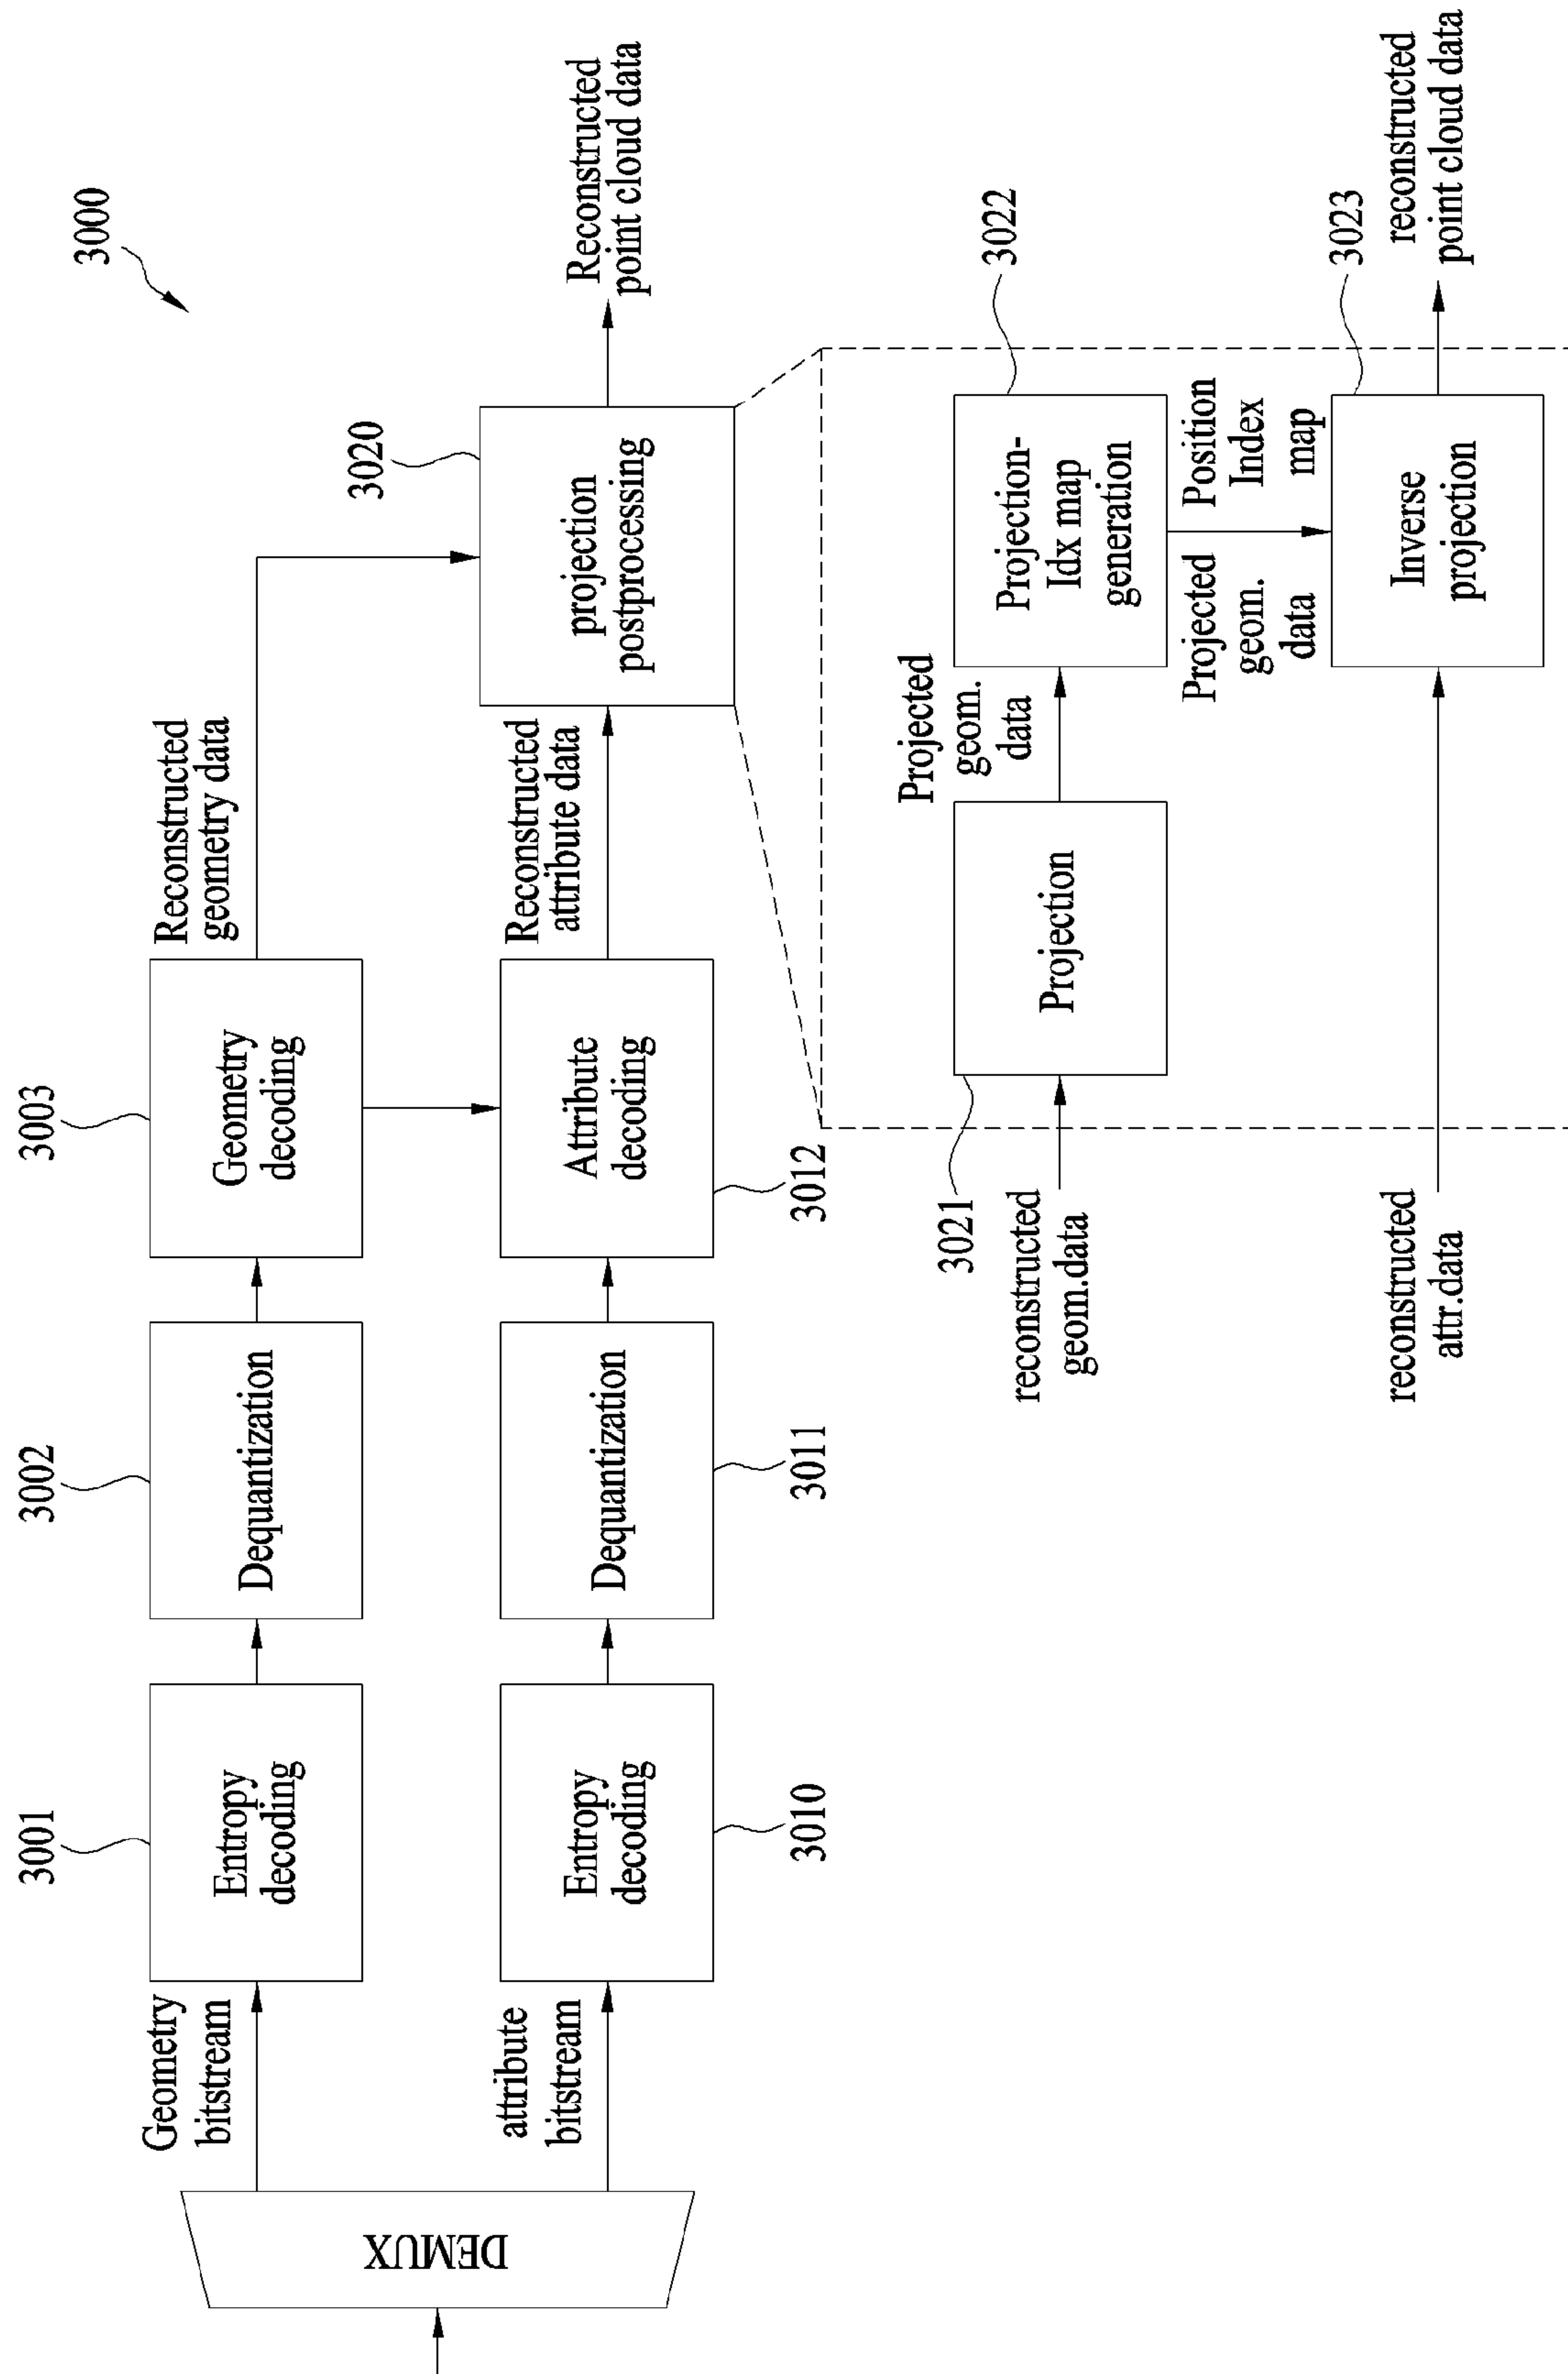 3000
DEMUX
Geometry
bitstream
3001
Entropy
decoding
3002
Dequantization
3003
Geometry
decoding
Reconstructed
geometry data
attribute
bitstream
3010
Entropy
decoding
3011
Dequantization
3012
Attribute
decoding
Reconstructed
attribute data
3020
projection
postprocessing
Reconstructed
point cloud data
reconstructed
geom.data
3021
Projection
Projected
geom.
data
3022
Projection-
Idx map
generation
Projected
geom.
data
Position
Index
map
reconstructed
attr.data
3023
Inverse
projection
reconstructed
point cloud data